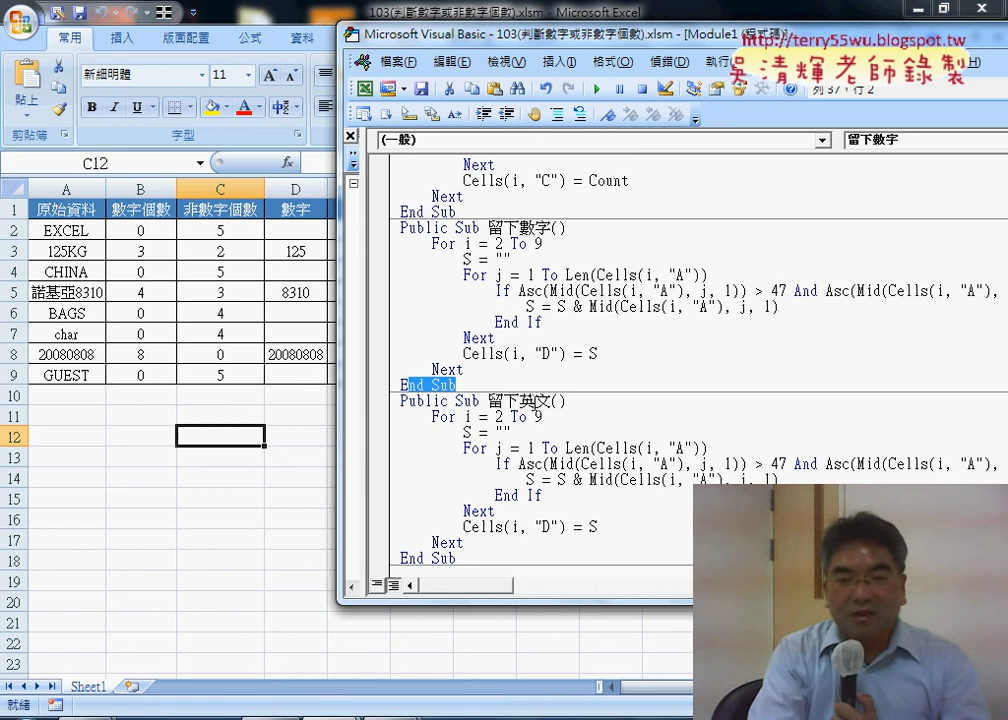 103(判斷數字或非數字個數).xlsm - Microsoft Excel
常用 插入 版面配置 公式 資料
貼上
新細明體 11
B I U
剪貼簿 字型
C12 fx
A B C D
1 原始資料 數字個數 非數字個數 數字
2 EXCEL 0 5
3 125KG 3 2 125
4 CHINA 0 5
5 諾基亞8310 4 3 8310
6 BAGS 0 4
7 char 0 4
8 20080808 8 0 20080808
9 GUEST 0 5
10
11
12
13
14
15
16
17
18
19
20
21
22
23
Sheet1
就緒
Microsoft Visual Basic - 103(判斷數字或非數字個數).xlsm - [Module1 (程式碼)]
http://terry55wu.blogspot.tw
吳清輝老師錄製
檔案(F) 編輯(E) 檢視(V) 插入(I) 格式(O) 偵錯(D)
列 37，行 2
(一般) 留下數字
Next
Cells(i, "C") = Count
Next
End Sub
Public Sub 留下數字()
For i = 2 To 9
S = ""
For j = 1 To Len(Cells(i, "A"))
If Asc(Mid(Cells(i, "A"), j, 1)) > 47 And Asc(Mid(Cells(i, "A"),
S = S & Mid(Cells(i, "A"), j, 1)
End If
Next
Cells(i, "D") = S
Next
End Sub
Public Sub 留下英文()
For i = 2 To 9
S = ""
For j = 1 To Len(Cells(i, "A"))
If Asc(Mid(Cells(i, "A"), j, 1)) > 47 And Asc(Mid(Cells(i, "A"),
S = S & Mid(Cells(i, "A"), j, 1)
End If
Next
Cells(i, "D") = S
Next
End Sub